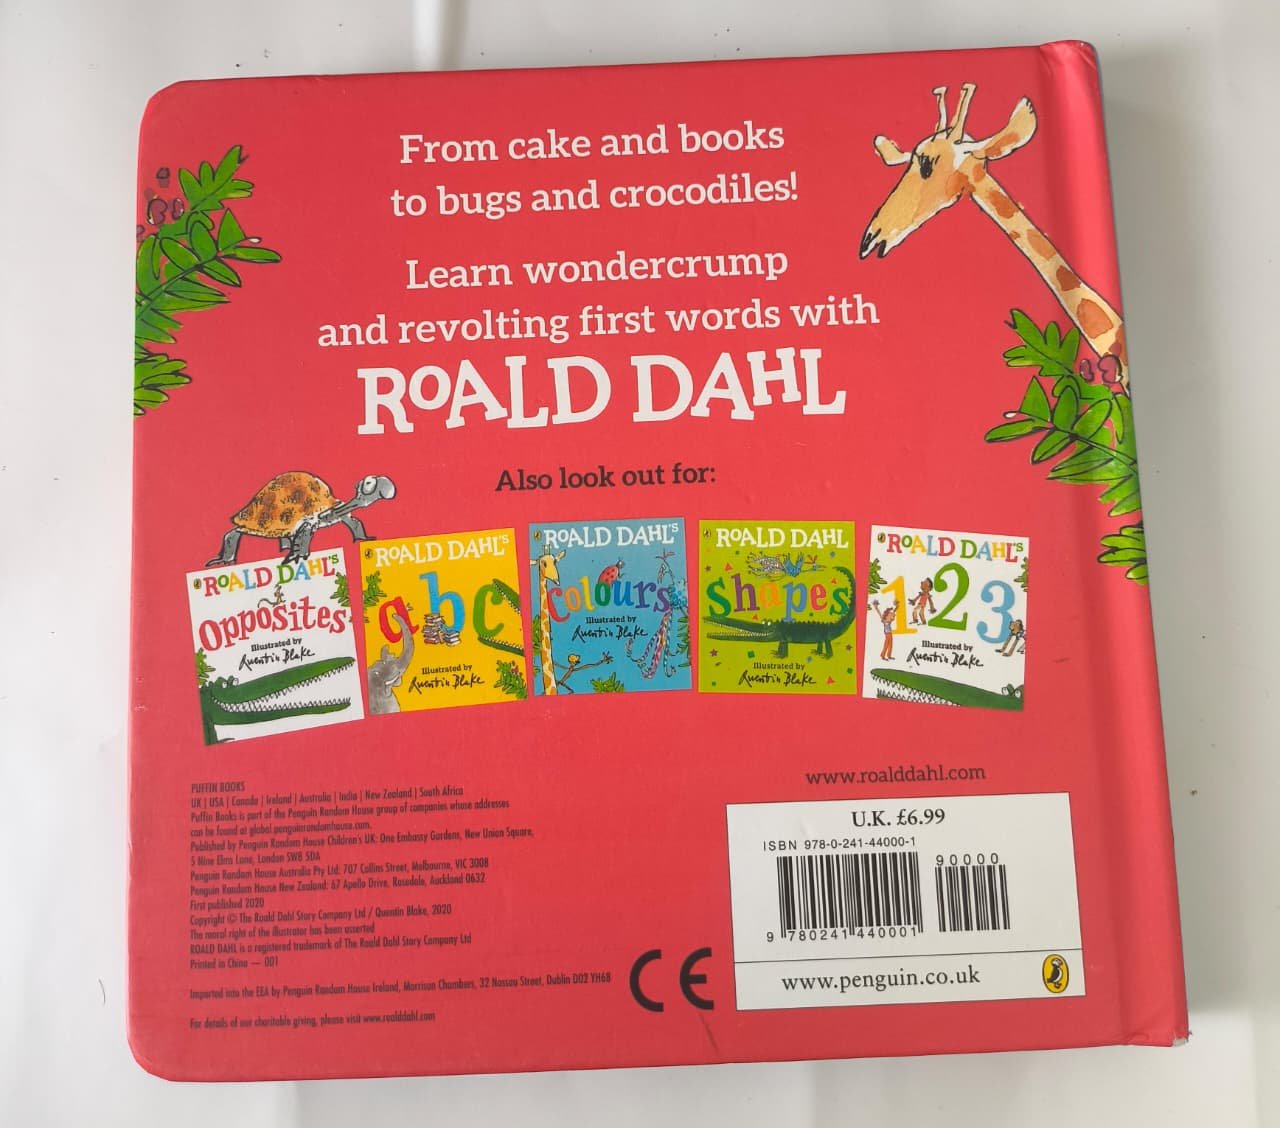 From cake and books
to bugs and crocodiles!
Learn wondercrump
and revolting first words with
ROALD DAHL
Also look out for:
ROALD DAHL'S
opposites
Illustrated by
Quentin Blake
ROALD DAHL'S
abc
Illustrated by
Quentin Blake
ROALD DAHL'S
colours
Illustrated by
Quentin Blake
ROALD DAHL
shapes
Illustrated by
Quentin Blake
ROALD DAHL'S
123
Illustrated by
Quentin Blake
PUFFIN BOOKS
UK | USA | Canada | Ireland | Australia | India | New Zealand | South Africa
Puffin Books is part of the Penguin Random House group of companies whose addresses
can be found at global.penguinrandomhouse.com.
Published by Penguin Random House Children's UK: One Embassy Gardens, New Union Square,
5 Nine Elms Lane, London SW8 5DA
Penguin Random House Australia Pty Ltd: 707 Collins Street, Melbourne, VIC 3008
Penguin Random House New Zealand: 67 Apollo Drive, Rosedale, Auckland 0632
First published 2020
Copyright © The Roald Dahl Story Company Ltd / Quentin Blake, 2020
The moral right of the illustrator has been asserted
ROALD DAHL is a registered trademark of The Roald Dahl Story Company Ltd
Printed in China — 001
Imported into the EEA by Penguin Random House Ireland, Morrison Chambers, 32 Nassau Street, Dublin D02 YH68
For details of our charitable giving, please visit www.roalddahl.com
CE
www.roalddahl.com
U.K. £6.99
ISBN 978-0-241-44000-1
90000
9 780241 440001
www.penguin.co.uk